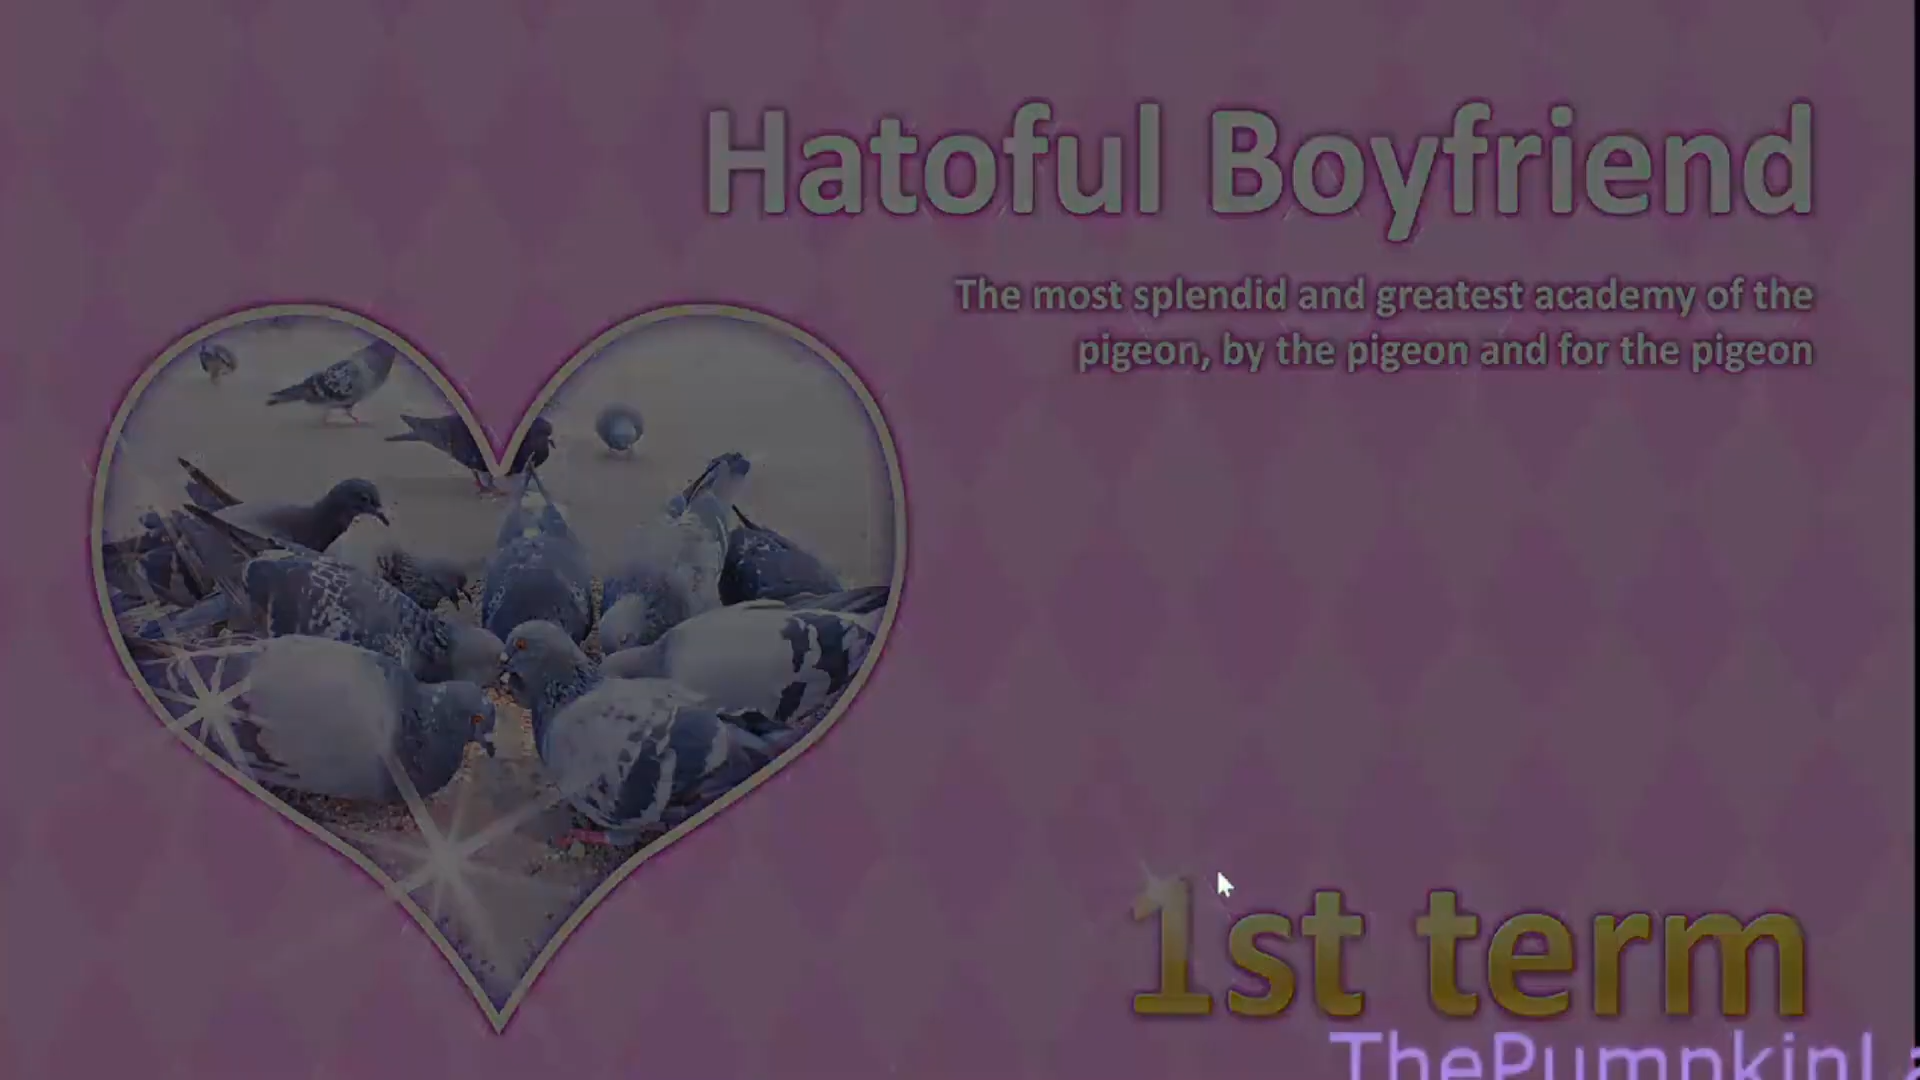 Hatoful Boyfriend
The most splendid and greatest academy of the
pigeon, by the pigeon and for the pigeon
1st term